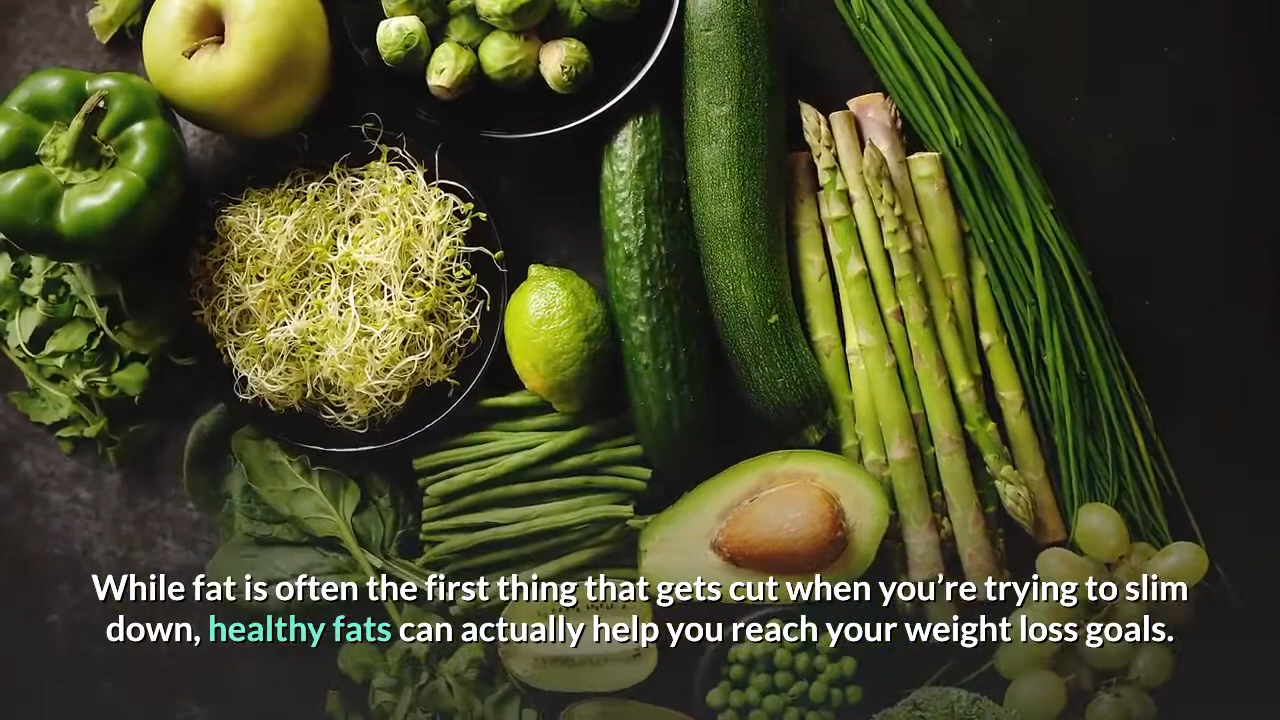 While fat is often the first thing that gets cut when you’re trying to slim
down, healthy fats can actually help you reach your weight loss goals.